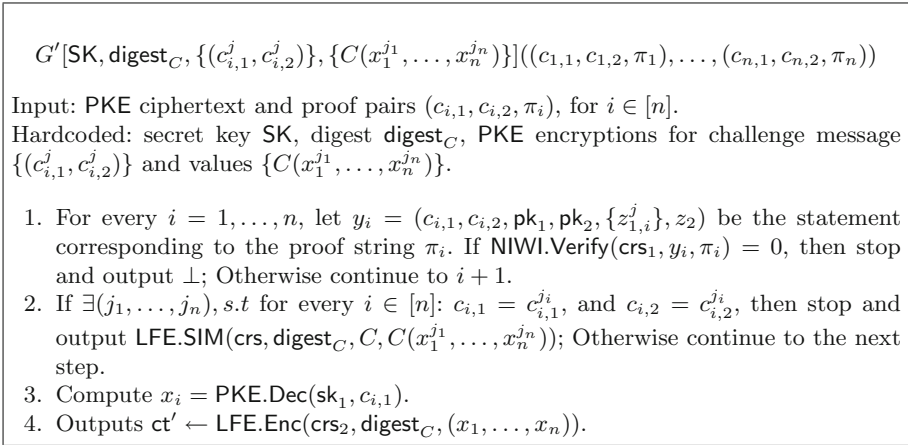 G′[SK, digest_C, {(c^j_{i,1}, c^j_{i,2})}, {C(x^{j_1}_1, . . . , x^{j_n}_n)}]((c_{1,1}, c_{1,2}, π_1), . . . , (c_{n,1}, c_{n,2}, π_n))
Input: PKE ciphertext and proof pairs (c_{i,1}, c_{i,2}, π_i), for i ∈ [n].
Hardcoded: secret key SK, digest digest_C, PKE encryptions for challenge message
{(c^j_{i,1}, c^j_{i,2})} and values {C(x^{j_1}_1, . . . , x^{j_n}_n)}.
1. For every i = 1, . . . , n, let y_i = (c_{i,1}, c_{i,2}, pk_1, pk_2, {z^j_{1,i}}, z_2) be the statement
corresponding to the proof string π_i. If NIWI.Verify(crs_1, y_i, π_i) = 0, then stop
and output ⊥; Otherwise continue to i + 1.
2. If ∃(j_1, . . . , j_n), s.t for every i ∈ [n]: c_{i,1} = c^{j_i}_{i,1}, and c_{i,2} = c^{j_i}_{i,2}, then stop and
output LFE.SIM(crs, digest_C, C, C(x^{j_1}_1, . . . , x^{j_n}_n)); Otherwise continue to the next
step.
3. Compute x_i = PKE.Dec(sk_1, c_{i,1}).
4. Outputs ct′ ← LFE.Enc(crs_2, digest_C, (x_1, . . . , x_n)).